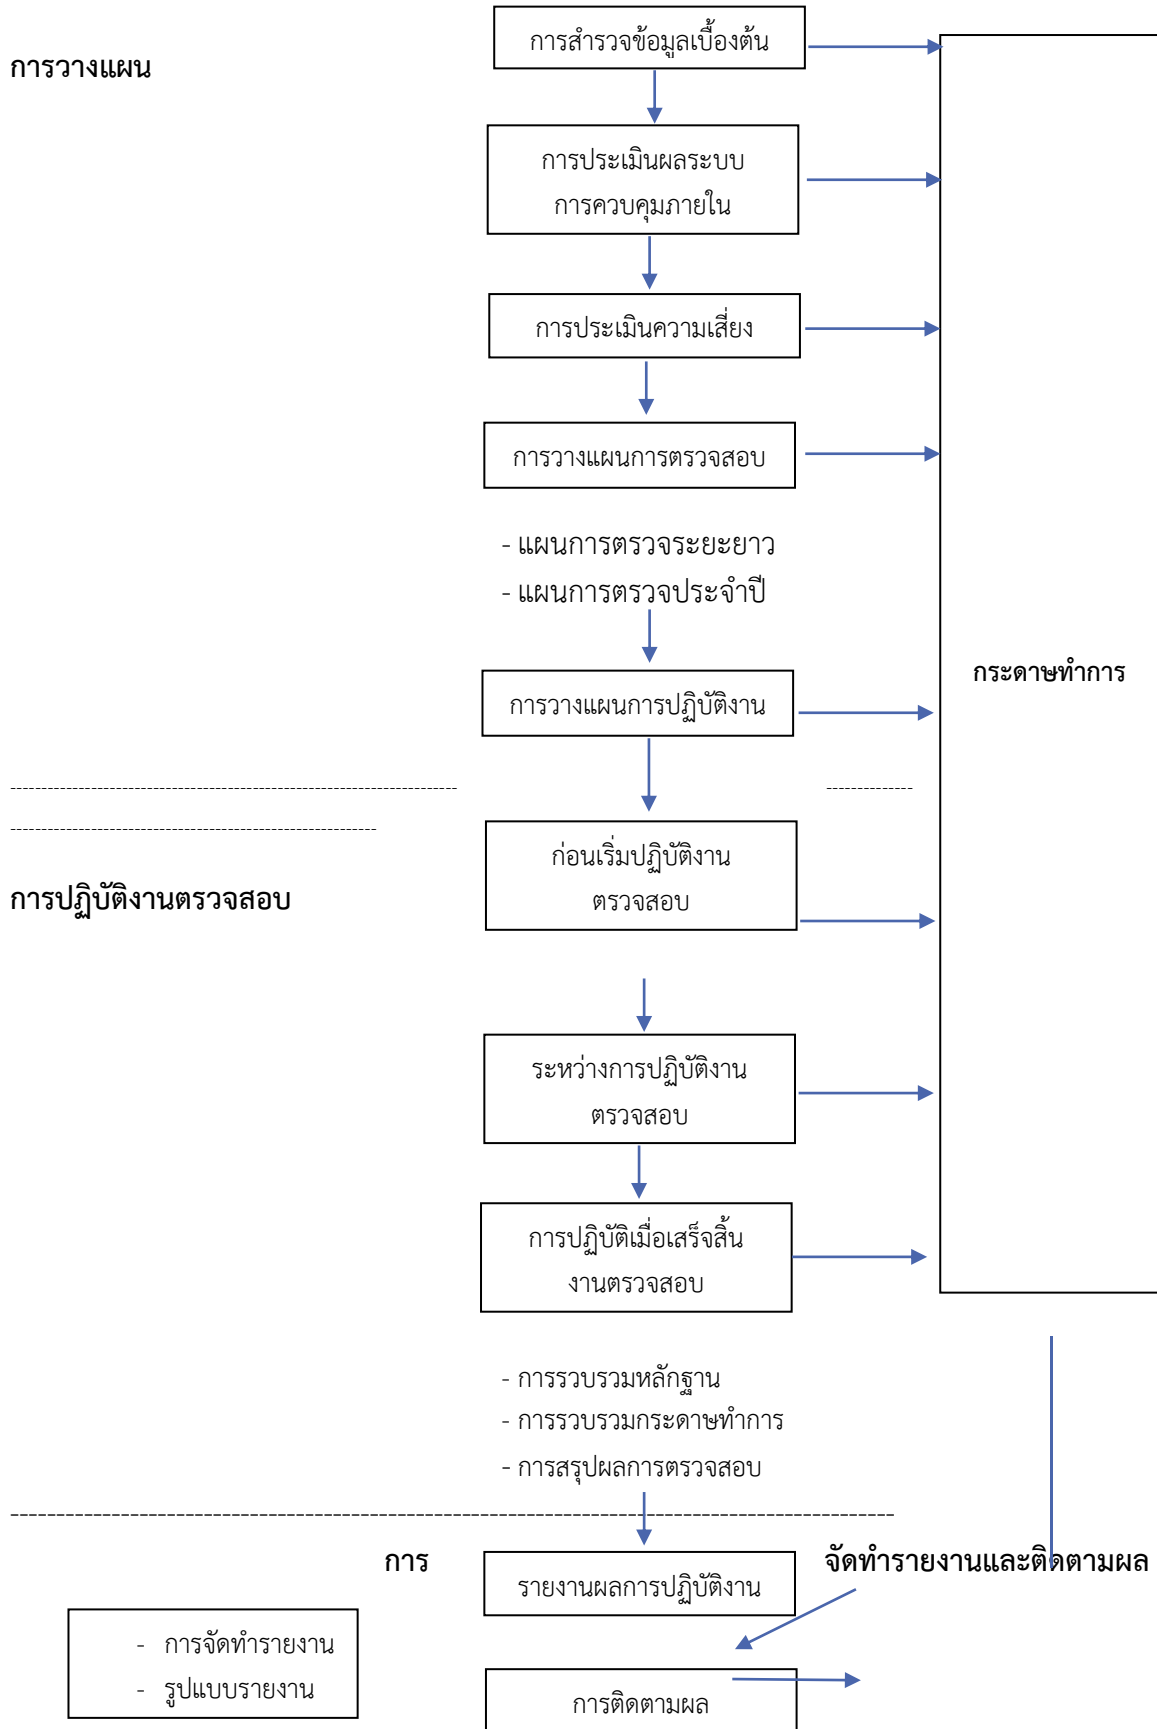 การสำรวจข้อมูลเบื้องต้น
การวางแผน
การประเมินผลระบบ
การควบคุมภายใน
การประเมินความเสี่ยง
การวางแผนการตรวจสอบ
- แผนการตรวจระยะยาว
- แผนการตรวจประจำปี
กระดาษทำการ
การวางแผนการปฏิบัติงาน
ก่อนเริ่มปฏิบัติงาน
ตรวจสอบ
การปฏิบัติงานตรวจสอบ
ระหว่างการปฏิบัติงาน
ตรวจสอบ
การปฏิบัติเมื่อเสร็จสิ้น
งานตรวจสอบ
- การรวบรวมหลักฐาน
- การรวบรวมกระดาษทำการ
- การสรุปผลการตรวจสอบ
การ จัดทำรายงานและติดตามผล
รายงานผลการปฏิบัติงาน
- การจัดทำรายงาน
- รูปแบบรายงาน
การติดตามผล